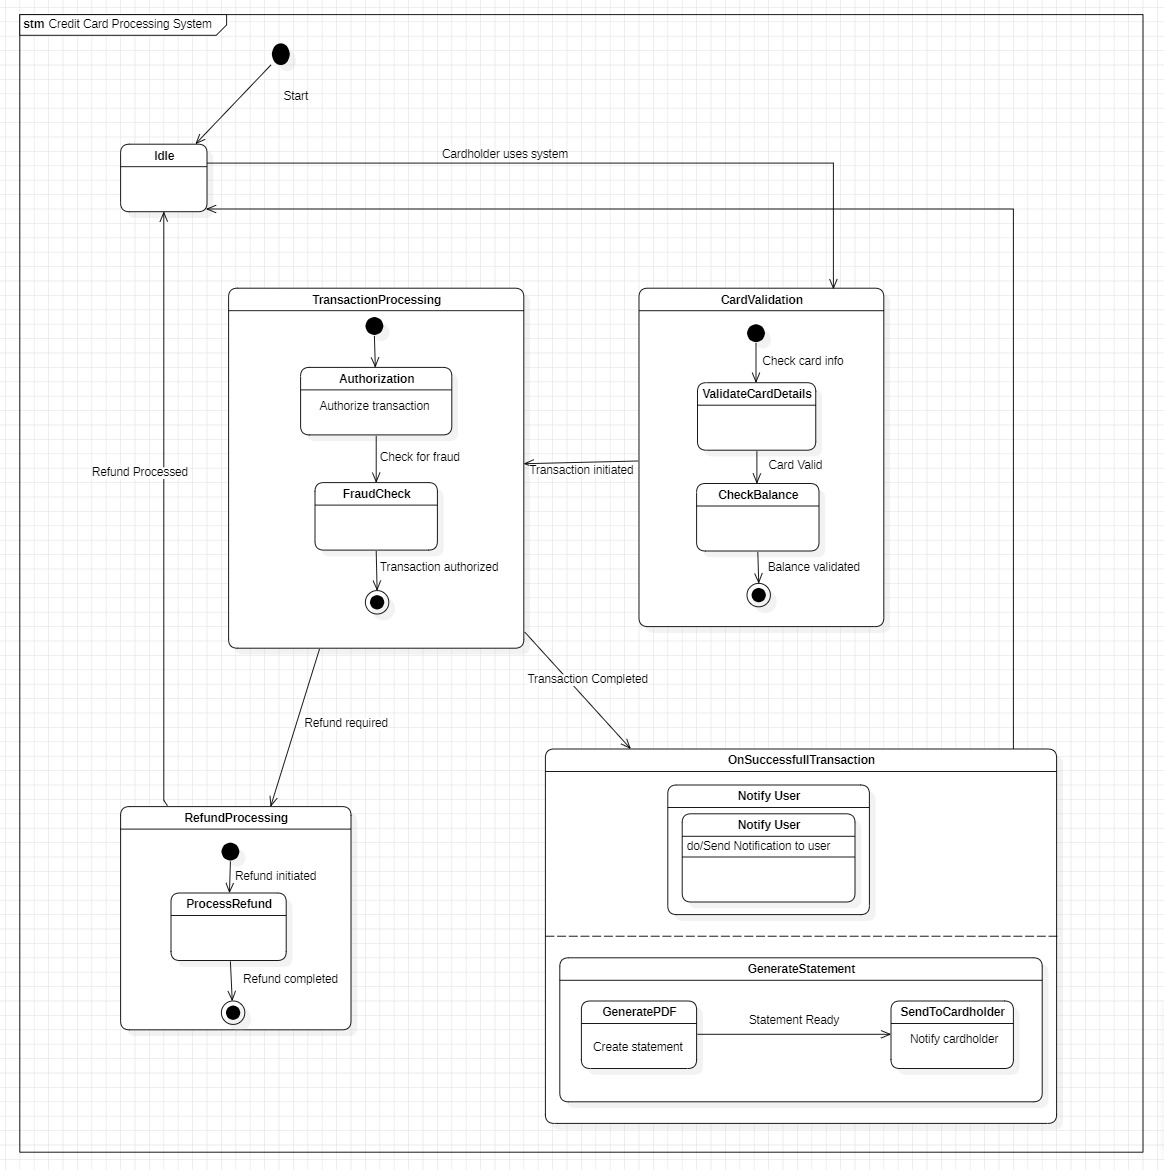 stm Credit Card Processing System
Start
Idle
Cardholder uses system
TransactionProcessing
Authorization
Authorize transaction
Check for fraud
FraudCheck
Transaction authorized
CardValidation
Check card info
ValidateCardDetails
Card Valid
CheckBalance
Balance validated
Transaction initiated
Refund Processed
Transaction Completed
Refund required
RefundProcessing
Refund initiated
ProcessRefund
Refund completed
OnSuccessfullTransaction
Notify User
Notify User
do/Send Notification to user
GenerateStatement
GeneratePDF
Create statement
Statement Ready
SendToCardholder
Notify cardholder